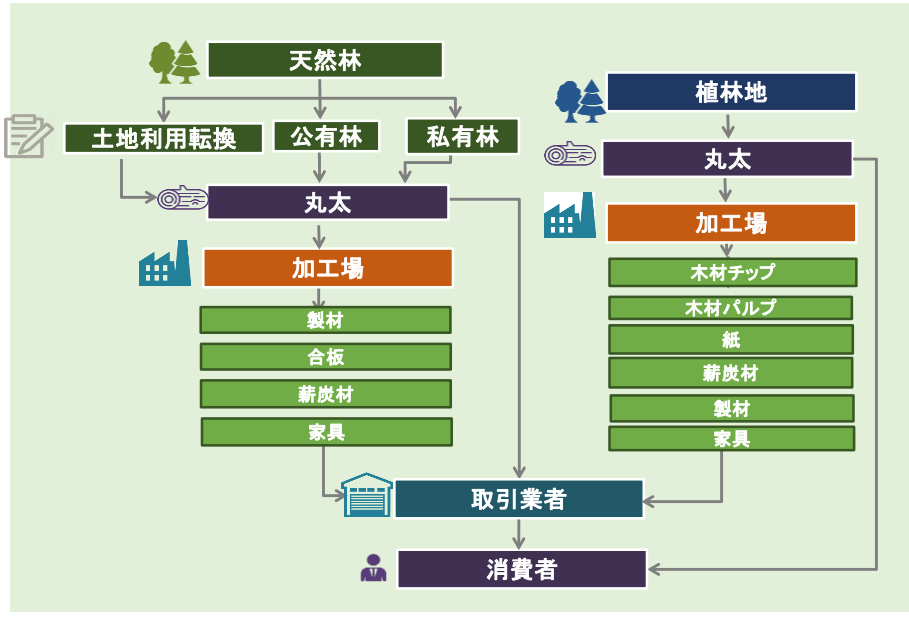 天然林
土地利用転換
公有林
私有林
丸太
加工場
製材
合板
薪炭材
家具
植林地
丸太
加工場
木材チップ
木材パルプ
紙
薪炭材
製材
家具
取引業者
消費者